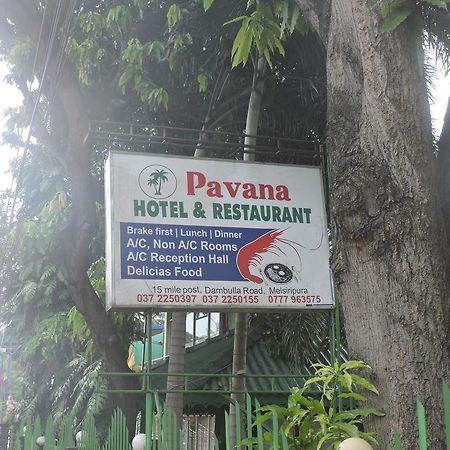 Pavana
HOTEL & RESTAURANT
Brake first | Lunch | Dinner
A/C, Non A/C Rooms
A/C Reception Hall
Delicias Food
15 mile post, Dambulla Road, Melsiripura
037 2250397 037 2250155 0777 963575